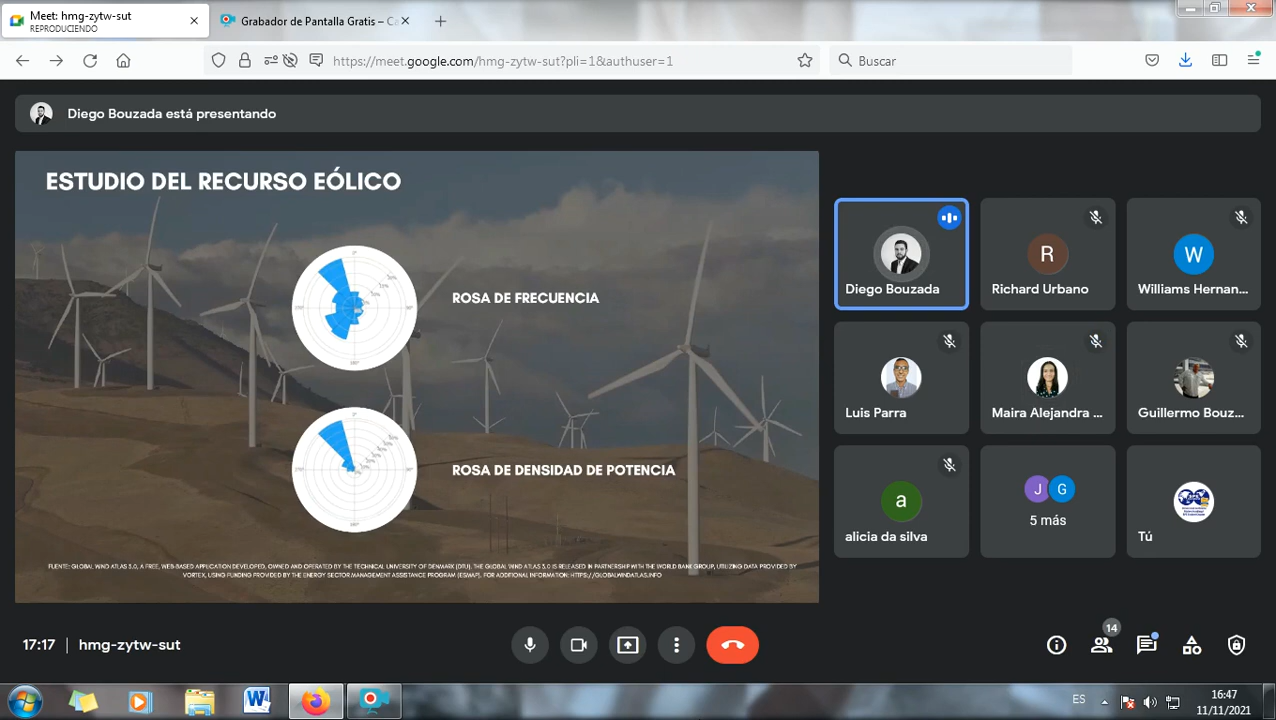 Meet: hmg-zytw-sut
REPRODUCIENDO
Grabador de Pantalla Gratis – C
https://meet.google.com/hmg-zytw-sut?pli=1&authuser=1
Buscar
Diego Bouzada está presentando
ESTUDIO DEL RECURSO EÓLICO
ROSA DE FRECUENCIA
ROSA DE DENSIDAD DE POTENCIA
FUENTE: GLOBAL WIND ATLAS 3.0, A FREE, WEB-BASED APPLICATION DEVELOPED, OWNED AND OPERATED BY THE TECHNICAL UNIVERSITY OF DENMARK (DTU). THE GLOBAL WIND ATLAS 3.0 IS RELEASED IN PARTNERSHIP WITH THE WORLD BANK GROUP, UTILIZING DATA PROVIDED BY
VORTEX, USING FUNDING PROVIDED BY THE ENERGY SECTOR MANAGEMENT ASSISTANCE PROGRAM (ESMAP). FOR ADDITIONAL INFORMATION: HTTPS://GLOBALWINDATLAS.INFO
Diego Bouzada
R
Richard Urbano
W
Williams Hernan...
Luis Parra
Maira Alejandra ...
Guillermo Bouz...
a
alicia da silva
J G
5 más
Tú
17:17 | hmg-zytw-sut
14
ES
16:47
11/11/2021